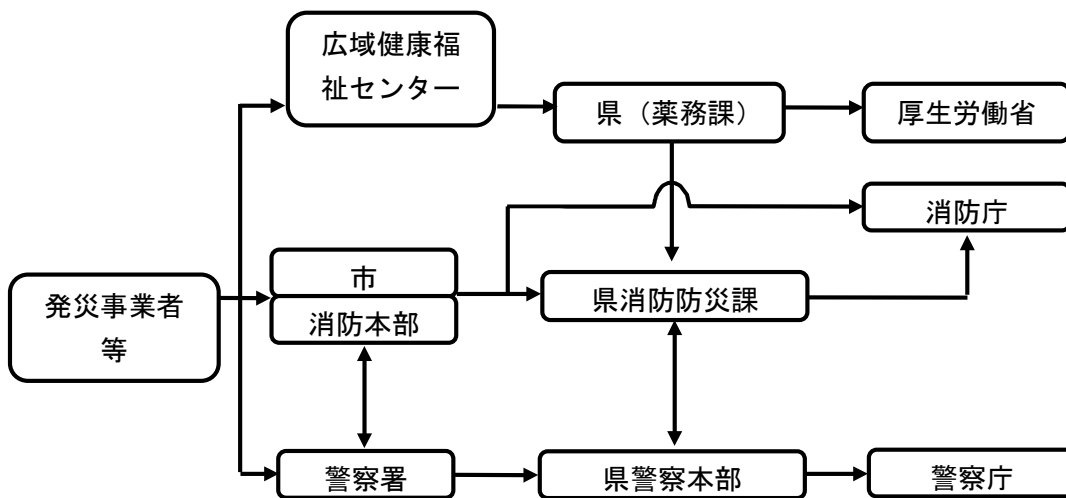 広域健康福
祉センター
県（薬務課）
厚生労働省
消防庁
市
消防本部
県消防防災課
発災事業者
等
警察署
県警察本部
警察庁